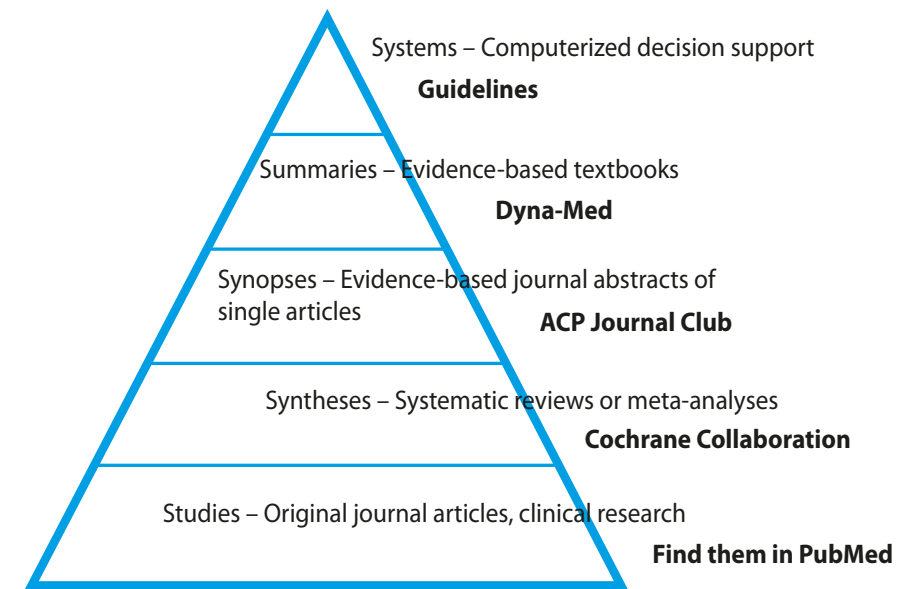 Systems – Computerized decision support
Guidelines
Summaries – Evidence-based textbooks
Dyna-Med
Synopses – Evidence-based journal abstracts of
single articles
ACP Journal Club
Syntheses – Systematic reviews or meta-analyses
Cochrane Collaboration
Studies – Original journal articles, clinical research
Find them in PubMed